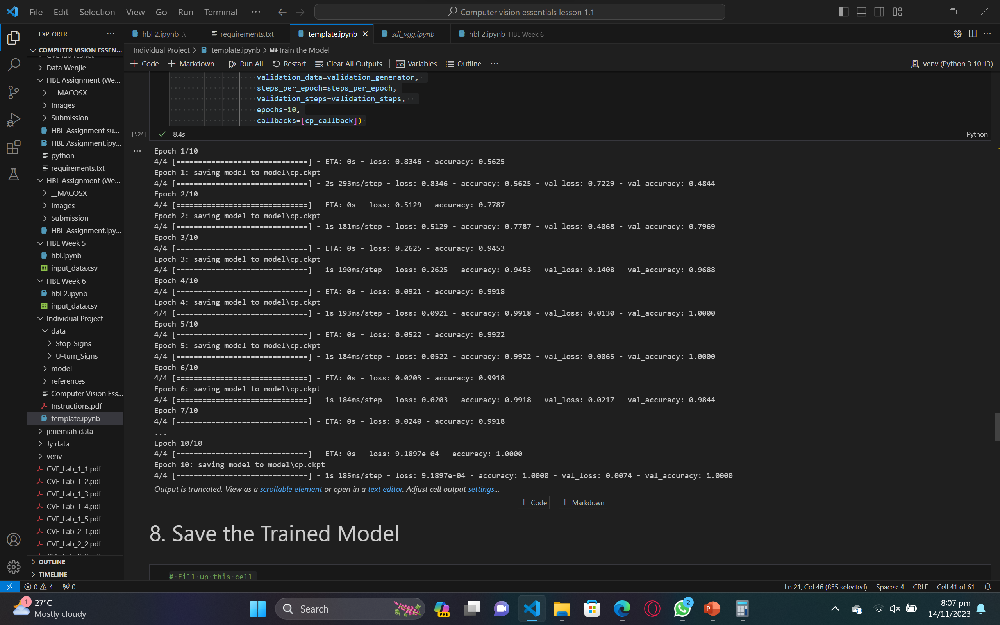 File Edit Selection View Go Run Terminal ···
Computer vision essentials lesson 1.1
EXPLORER ···
hbl 2.ipynb .\
requirements.txt
template.ipynb
sdl_vgg.ipynb
hbl 2.ipynb HBL Week 6
COMPUTER VISION ESSEN...
Individual Project > template.ipynb > M↓Train the Model
+ Code + Markdown | Run All Restart Clear All Outputs | Variables Outline ···
venv (Python 3.10.13)
Data Wenjie
HBL Assignment (We...
__MACOSX
Images
Submission
HBL Assignment su...
HBL Assignment.ipy...
python
requirements.txt
HBL Assignment (We...
__MACOSX
Images
Submission
HBL Assignment.ipy...
HBL Week 5
hbl.ipynb
input_data.csv
HBL Week 6
hbl 2.ipynb
input_data.csv
Individual Project
data
Stop_Signs
U-turn_Signs
model
references
Computer Vision Ess...
Instructions.pdf
template.ipynb
jeriemiah data
Jy data
venv
CVE_Lab_1_1.pdf
CVE_Lab_1_2.pdf
CVE_Lab_1_3.pdf
CVE_Lab_1_4.pdf
CVE_Lab_1_5.pdf
CVE_Lab_2_1.pdf
CVE_Lab_2_2.pdf
OUTLINE
TIMELINE
validation_data=validation_generator,
steps_per_epoch=steps_per_epoch,
validation_steps=validation_steps,
epochs=10,
callbacks=[cp_callback])
[524] ✓ 8.4s
Python
Epoch 1/10
4/4 [==============================] - ETA: 0s - loss: 0.8346 - accuracy: 0.5625
Epoch 1: saving model to model\cp.ckpt
4/4 [==============================] - 2s 293ms/step - loss: 0.8346 - accuracy: 0.5625 - val_loss: 0.7229 - val_accuracy: 0.4844
Epoch 2/10
4/4 [==============================] - ETA: 0s - loss: 0.5129 - accuracy: 0.7787
Epoch 2: saving model to model\cp.ckpt
4/4 [==============================] - 1s 181ms/step - loss: 0.5129 - accuracy: 0.7787 - val_loss: 0.4068 - val_accuracy: 0.7969
Epoch 3/10
4/4 [==============================] - ETA: 0s - loss: 0.2625 - accuracy: 0.9453
Epoch 3: saving model to model\cp.ckpt
4/4 [==============================] - 1s 190ms/step - loss: 0.2625 - accuracy: 0.9453 - val_loss: 0.1408 - val_accuracy: 0.9688
Epoch 4/10
4/4 [==============================] - ETA: 0s - loss: 0.0921 - accuracy: 0.9918
Epoch 4: saving model to model\cp.ckpt
4/4 [==============================] - 1s 193ms/step - loss: 0.0921 - accuracy: 0.9918 - val_loss: 0.0130 - val_accuracy: 1.0000
Epoch 5/10
4/4 [==============================] - ETA: 0s - loss: 0.0522 - accuracy: 0.9922
Epoch 5: saving model to model\cp.ckpt
4/4 [==============================] - 1s 184ms/step - loss: 0.0522 - accuracy: 0.9922 - val_loss: 0.0065 - val_accuracy: 1.0000
Epoch 6/10
4/4 [==============================] - ETA: 0s - loss: 0.0203 - accuracy: 0.9918
Epoch 6: saving model to model\cp.ckpt
4/4 [==============================] - 1s 184ms/step - loss: 0.0203 - accuracy: 0.9918 - val_loss: 0.0217 - val_accuracy: 0.9844
Epoch 7/10
4/4 [==============================] - ETA: 0s - loss: 0.0240 - accuracy: 0.9918
...
Epoch 10/10
4/4 [==============================] - ETA: 0s - loss: 9.1897e-04 - accuracy: 1.0000
Epoch 10: saving model to model\cp.ckpt
4/4 [==============================] - 1s 185ms/step - loss: 9.1897e-04 - accuracy: 1.0000 - val_loss: 0.0074 - val_accuracy: 1.0000
Output is truncated. View as a scrollable element or open in a text editor. Adjust cell output settings...
+ Code + Markdown
8. Save the Trained Model
# Fill up this cell
0 4 0
Ln 21, Col 46 (855 selected) Spaces: 4 CRLF Cell 41 of 61
1
27°C
Mostly cloudy
Search
PRE
2
P
8:07 pm
14/11/2023